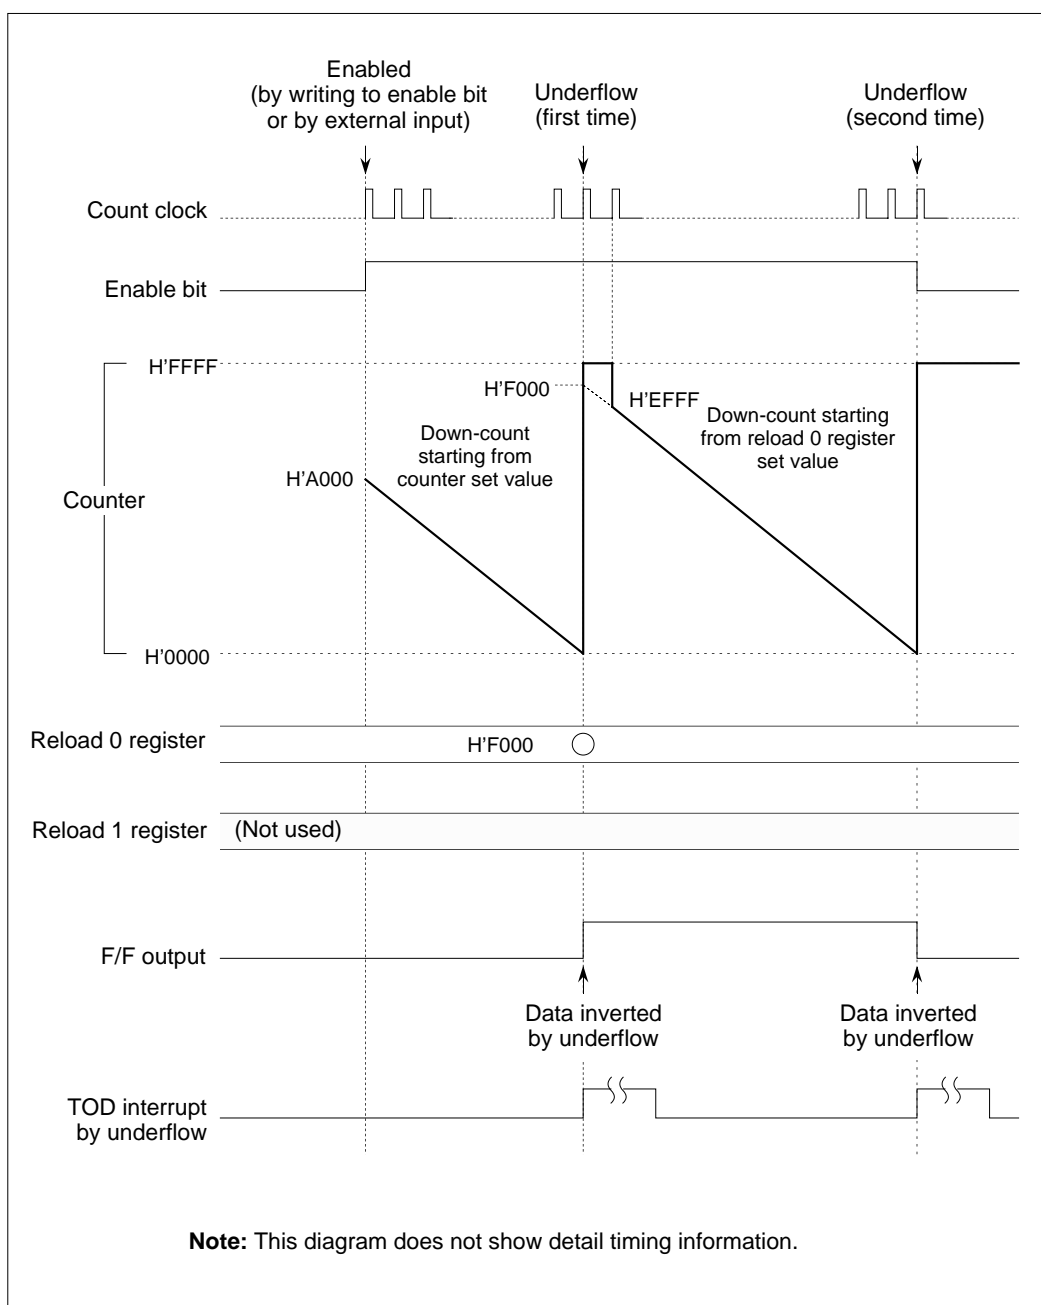 Enabled
(by writing to enable bit
or by external input)
Underflow
(first time)
Underflow
(second time)
Count clock
Enable bit
H'FFFF
H'F000
H'EFFF
Down-count starting
from reload 0 register
set value
Down-count
starting from
counter set value
H'A000
Counter
H'0000
Reload 0 register
H'F000
Reload 1 register
(Not used)
F/F output
Data inverted
by underflow
Data inverted
by underflow
TOD interrupt
by underflow
Note: This diagram does not show detail timing information.